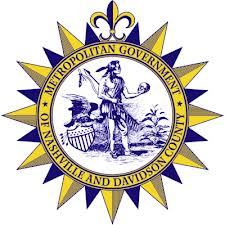 METROPOLITAN GOVERNMENT
OF NASHVILLE AND DAVIDSON COUNTY